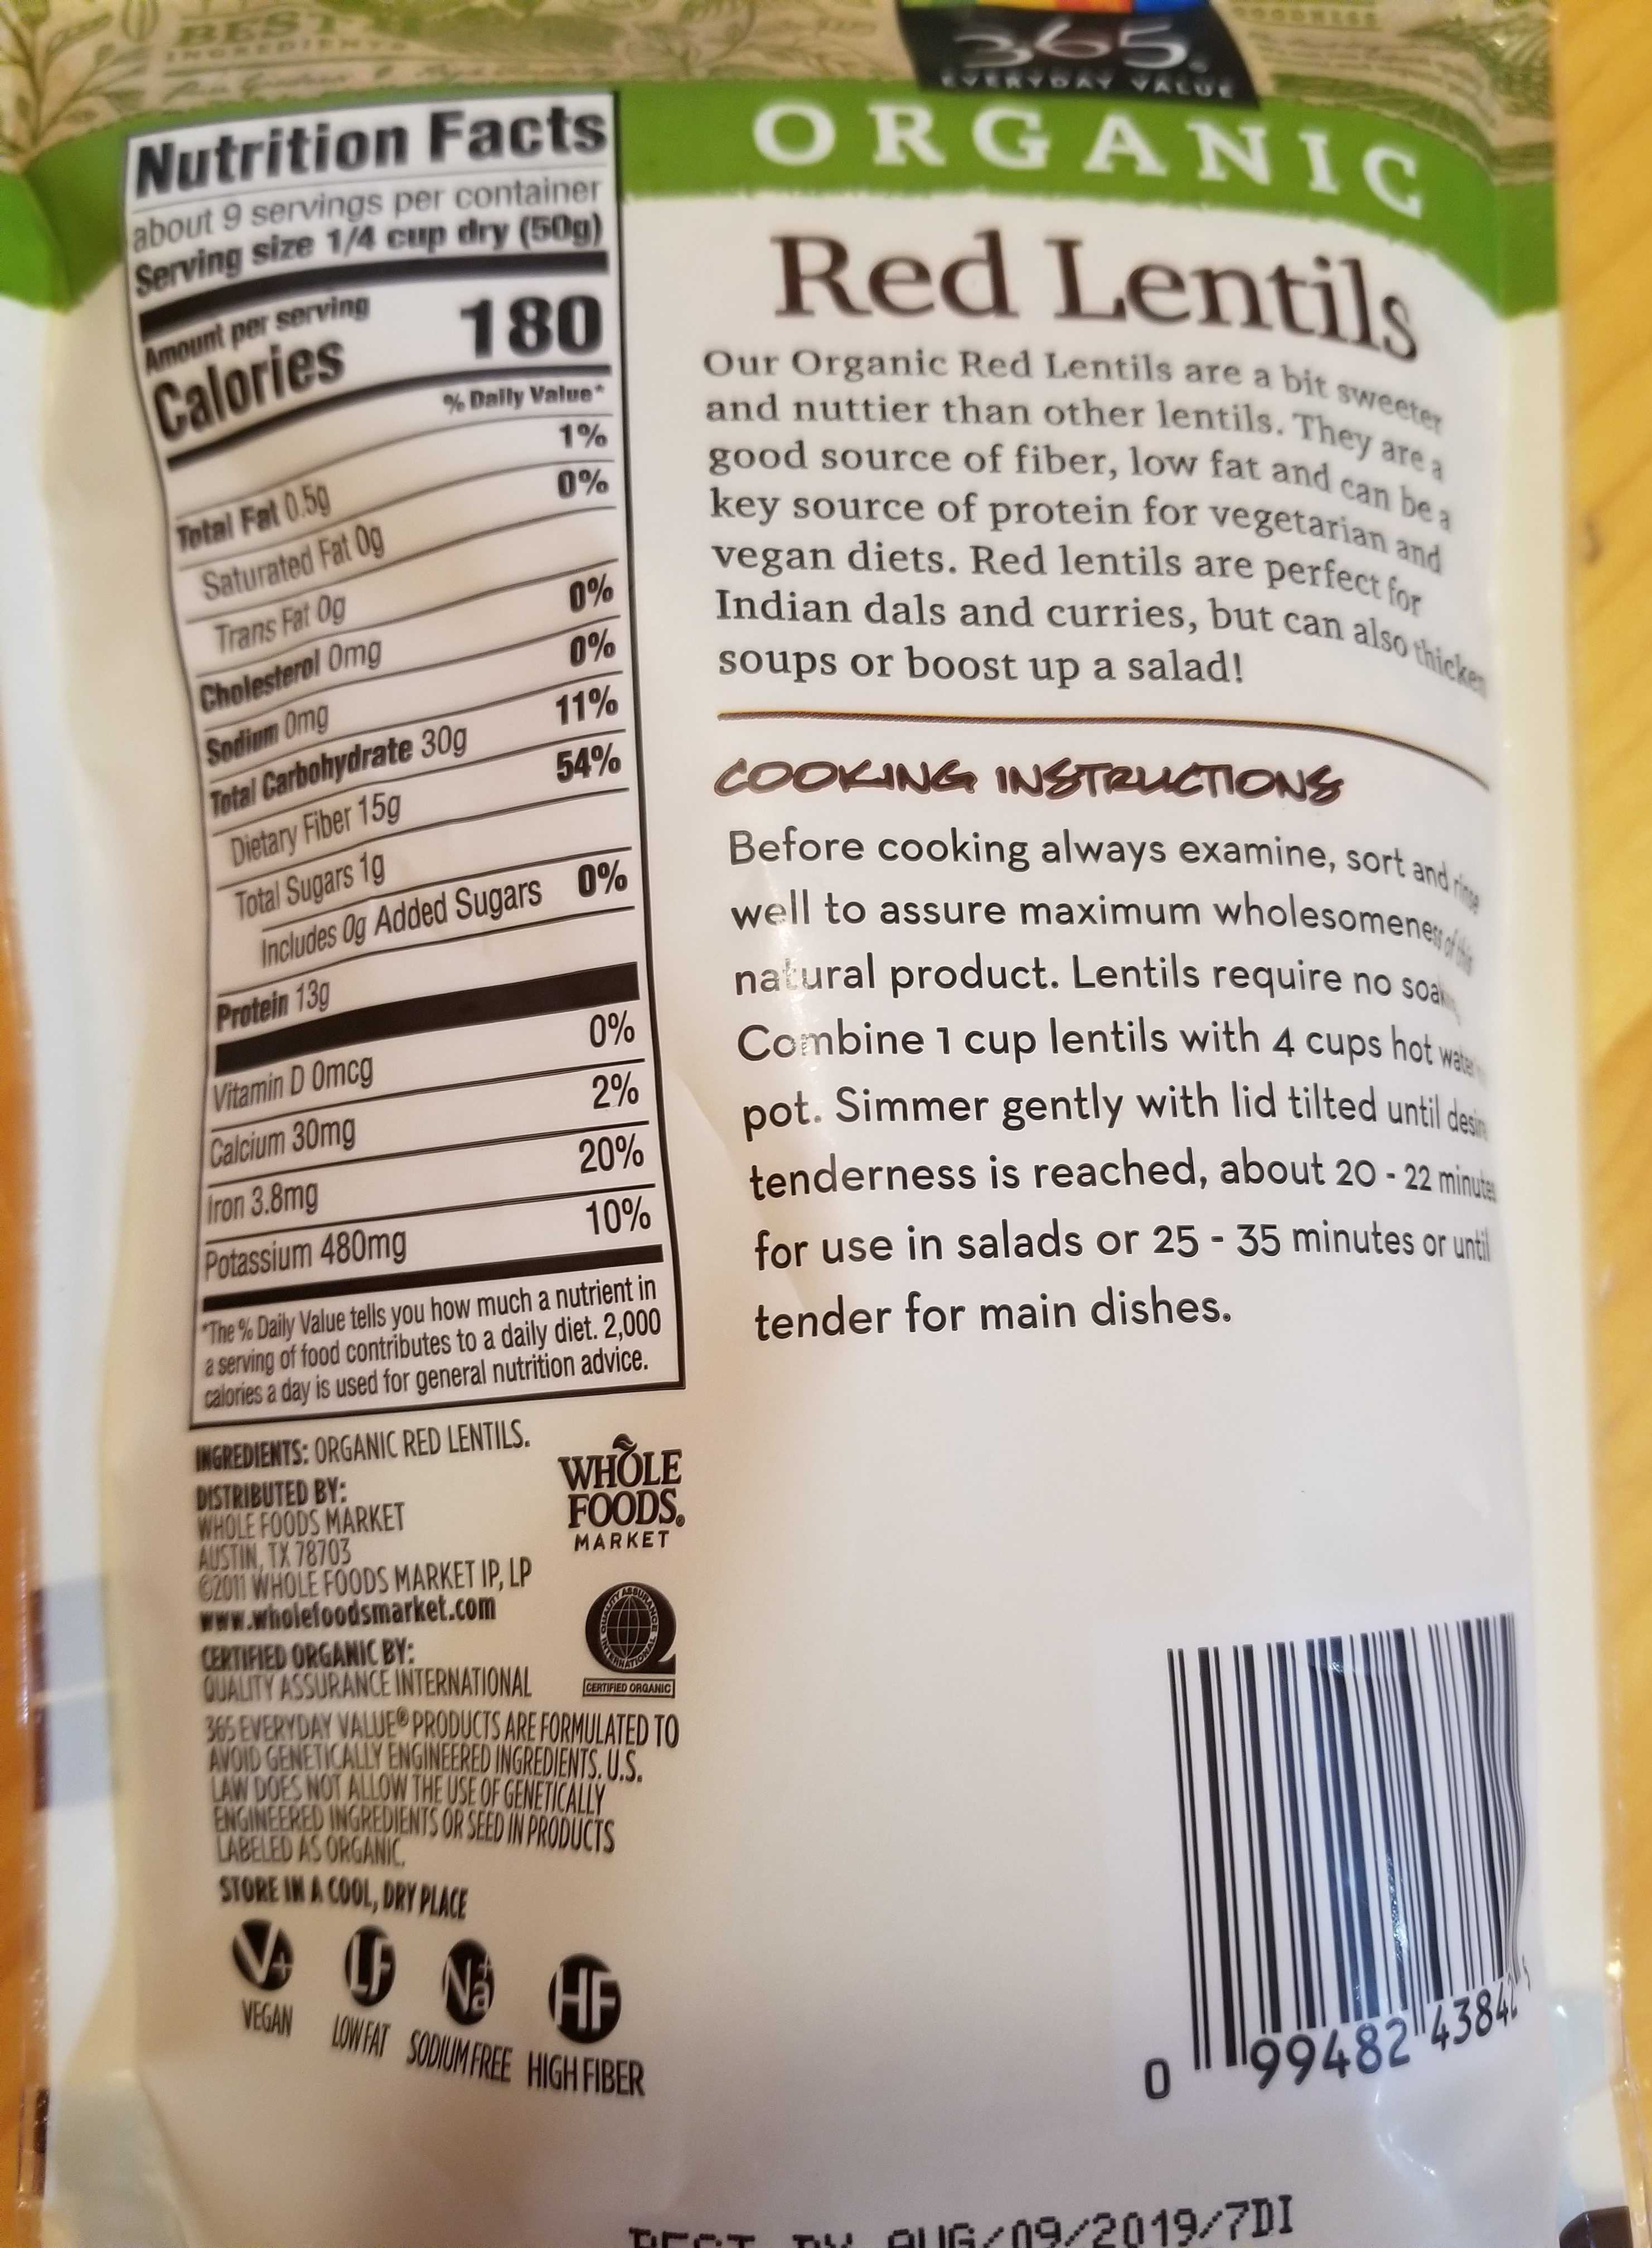 BEST
INGREDIENTS
GOODNESS
365
EVERYDAY VALUE
ORGANIC
Red Lentils
Our Organic Red Lentils are a bit sweeter
and nuttier than other lentils. They are a
good source of fiber, low fat and can be a
key source of protein for vegetarian and
vegan diets. Red lentils are perfect for
Indian dals and curries, but can also thicken
soups or boost up a salad!
COOKING INSTRUCTIONS
Before cooking always examine, sort and rinse
well to assure maximum wholesomeness of this
natural product. Lentils require no
Combine 1 cup lentils with 4 cups hot water
pot. Simmer gently with lid tilted until
tenderness is reached, about 20 - 22 minutes
for use in salads or 25 - 35 minutes or until
tender for main dishes.
Nutrition Facts
about 9 servings per container
Serving size 1/4 cup dry (50g)
Amount per serving
Calories 180
% Daily Value*
Total Fat 0.5g 1%
Saturated Fat 0g 0%
Trans Fat 0g
Cholesterol 0mg 0%
Sodium 0mg 0%
Total Carbohydrate 30g 11%
Dietary Fiber 15g 54%
Total Sugars 1g
Includes 0g Added Sugars 0%
Protein 13g
Vitamin D 0mcg 0%
Calcium 30mg 2%
Iron 3.8mg 20%
Potassium 480mg 10%
*The % Daily Value tells you how much a nutrient in
a serving of food contributes to a daily diet. 2,000
calories a day is used for general nutrition advice.
INGREDIENTS: ORGANIC RED LENTILS.
DISTRIBUTED BY:
WHOLE FOODS MARKET
AUSTIN, TX 78703
©2011 WHOLE FOODS MARKET IP, LP
www.wholefoodsmarket.com
WHOLE
FOODS®
MARKET
CERTIFIED ORGANIC BY:
QUALITY ASSURANCE INTERNATIONAL
QUALITY ASSURANCE INTERNATIONAL
CERTIFIED ORGANIC
365 EVERYDAY VALUE® PRODUCTS ARE FORMULATED TO
AVOID GENETICALLY ENGINEERED INGREDIENTS. U.S.
LAW DOES NOT ALLOW THE USE OF GENETICALLY
ENGINEERED INGREDIENTS OR SEED IN PRODUCTS
LABELED AS ORGANIC.
STORE IN A COOL, DRY PLACE
V+ LF Na+ HF
VEGAN LOW FAT SODIUM FREE HIGH FIBER
0 99482 4384
BEST BY AUG/09/2019/7DI